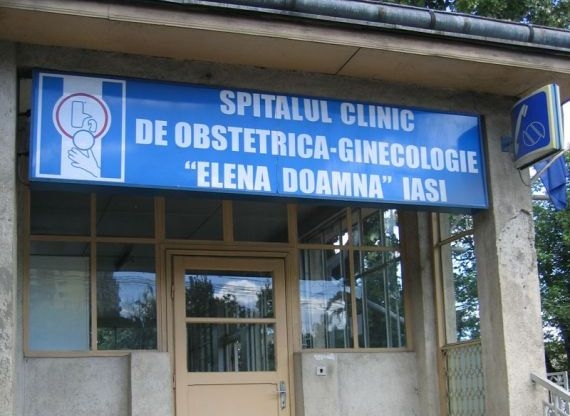 SPITALUL CLINIC
DE OBSTETRICA-GINECOLOGIE
“ELENA DOAMNA” IASI